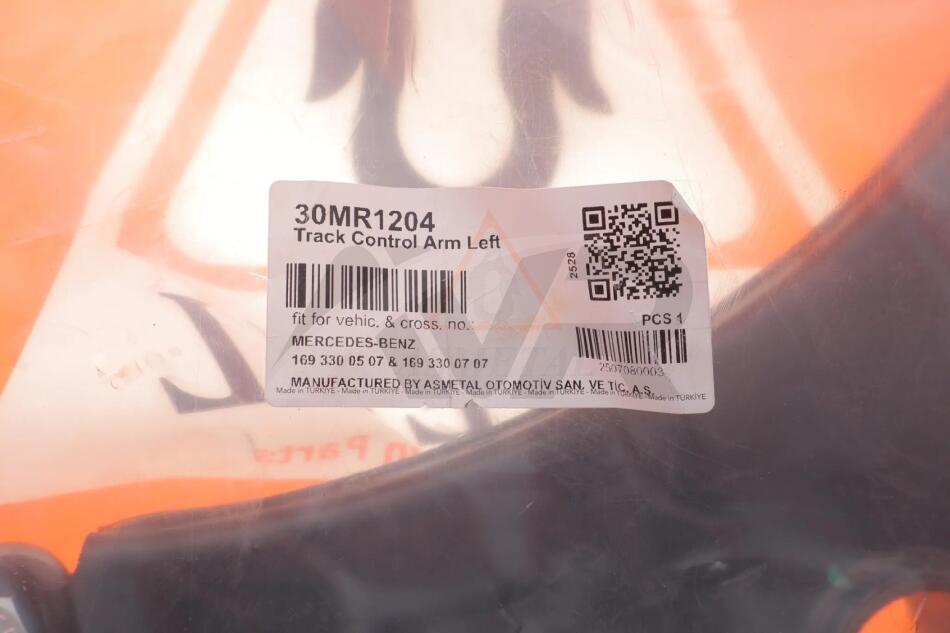 30MR1204
Track Control Arm Left
2528
fit for vehic. & cross. no.:
PCS 1
MERCEDES-BENZ
169 330 05 07 & 169 330 07 07
2507080003
MANUFACTURED BY ASMETAL OTOMOTİV SAN. VE TİC. A.Ş.
Made in TÜRKİYE - Made in TÜRKİYE - Made in TÜRKİYE - Made in TÜRKİYE - Made in TÜRKİYE - Made in TÜRKİYE - Made in TÜRKİYE
Parts